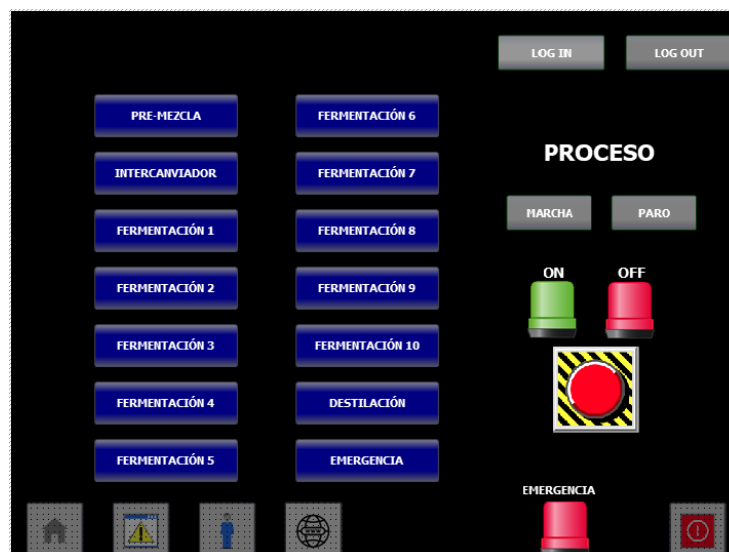 LOG IN
LOG OUT
PRE-MEZCLA
INTERCANVIADOR
FERMENTACIÓN 1
FERMENTACIÓN 2
FERMENTACIÓN 3
FERMENTACIÓN 4
FERMENTACIÓN 5
FERMENTACIÓN 6
FERMENTACIÓN 7
FERMENTACIÓN 8
FERMENTACIÓN 9
FERMENTACIÓN 10
DESTILACIÓN
EMERGENCIA
PROCESO
MARCHA
PARO
ON
OFF
EMERGENCIA